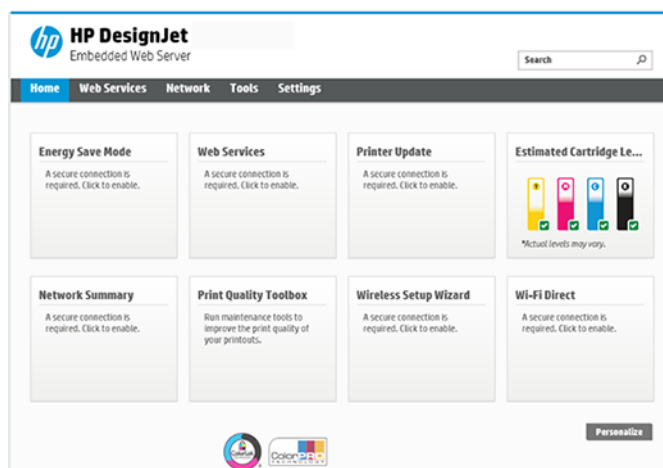 hp
HP DesignJet
Embedded Web Server
Search
Home Web Services Network Tools Settings
Energy Save Mode
A secure connection is
required. Click to enable.
Web Services
A secure connection is
required. Click to enable.
Printer Update
A secure connection is
required. Click to enable.
Estimated Cartridge Le...
Y M C K
*Actual levels may vary.
Network Summary
A secure connection is
required. Click to enable.
Print Quality Toolbox
Run maintenance tools to
improve the print quality of
your printouts.
Wireless Setup Wizard
A secure connection is
required. Click to enable.
Wi-Fi Direct
A secure connection is
required. Click to enable.
Personalize
ColorLok
ColorPRO
TECHNOLOGY